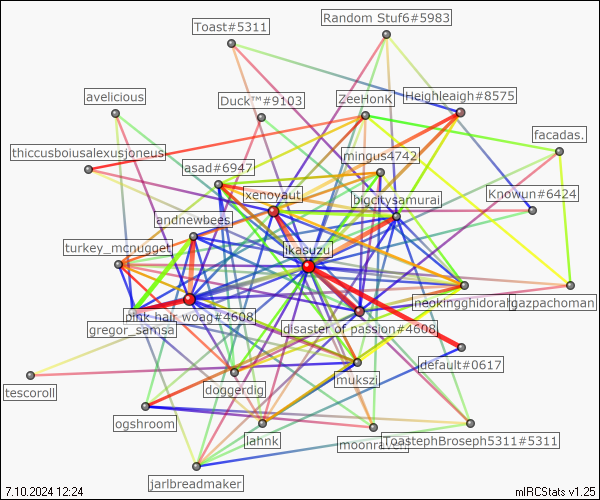 Random Stuf6#5983
Toast#5311
avelicious
Duck™#9103
ZeeHonK
Heighleaigh#8575
facadas.
thiccusboiusalexusjoneus
asad#6947
mingus4742
xenoyaut
bigcitysamurai
Knowun#6424
andnewbees
turkey_mcnugget
ikasuzu
neokingghidorah
gazpachoman
pink hair woag#4608
gregor_samsa
disaster of passion#4608
default#0617
tescoroll
doggerdig
mukszi
ogshroom
lahnk
moonraven
ToastephBroseph5311#5311
jarlbreadmaker
7.10.2024 12:24
mIRCStats v1.25